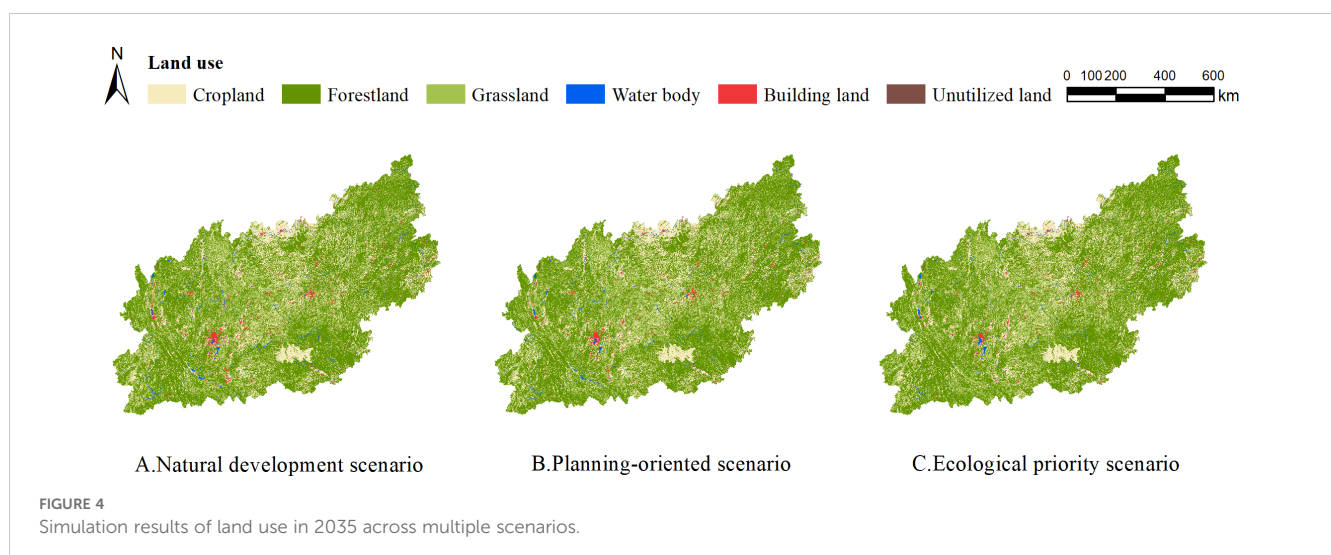 N
Land use
Cropland Forestland Grassland Water body Building land Unutilized land
0 100 200 400 600
km
A.Natural development scenario B.Planning-oriented scenario C.Ecological priority scenario
FIGURE 4
Simulation results of land use in 2035 across multiple scenarios.